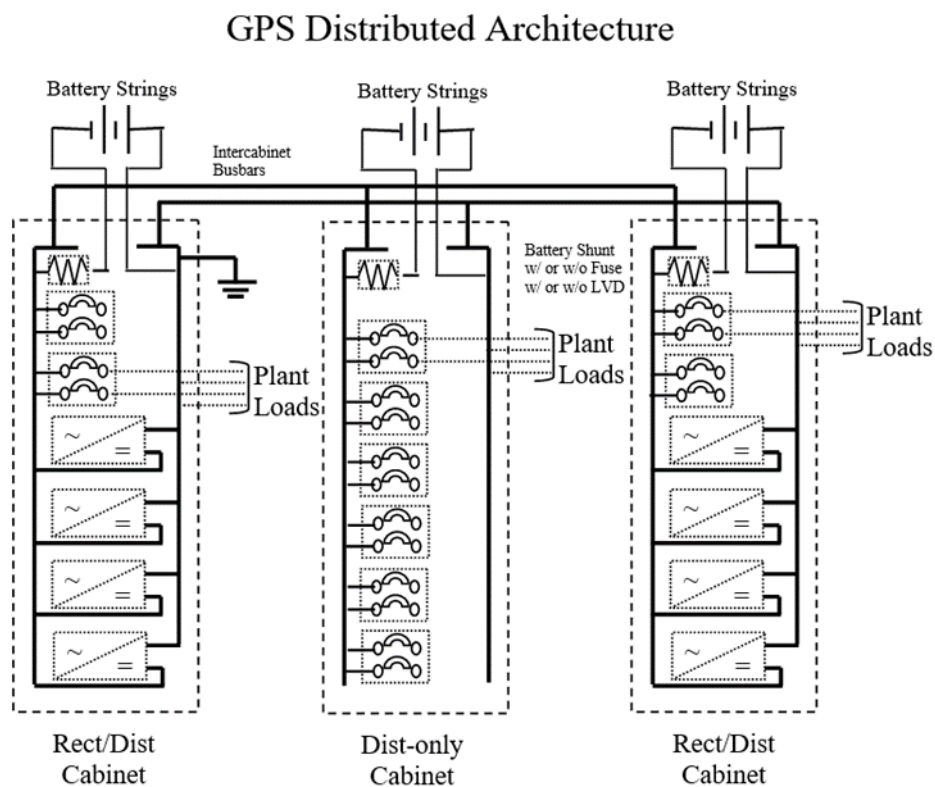 GPS Distributed Architecture
Battery Strings
Battery Strings
Battery Strings
Intercabinet
Busbars
Battery Shunt
w/ or w/o Fuse
w/ or w/o LVD
Plant
Loads
Plant
Loads
Plant
Loads
~
=
~
=
~
=
~
=
~
=
~
=
~
=
~
=
Rect/Dist
Cabinet
Dist-only
Cabinet
Rect/Dist
Cabinet